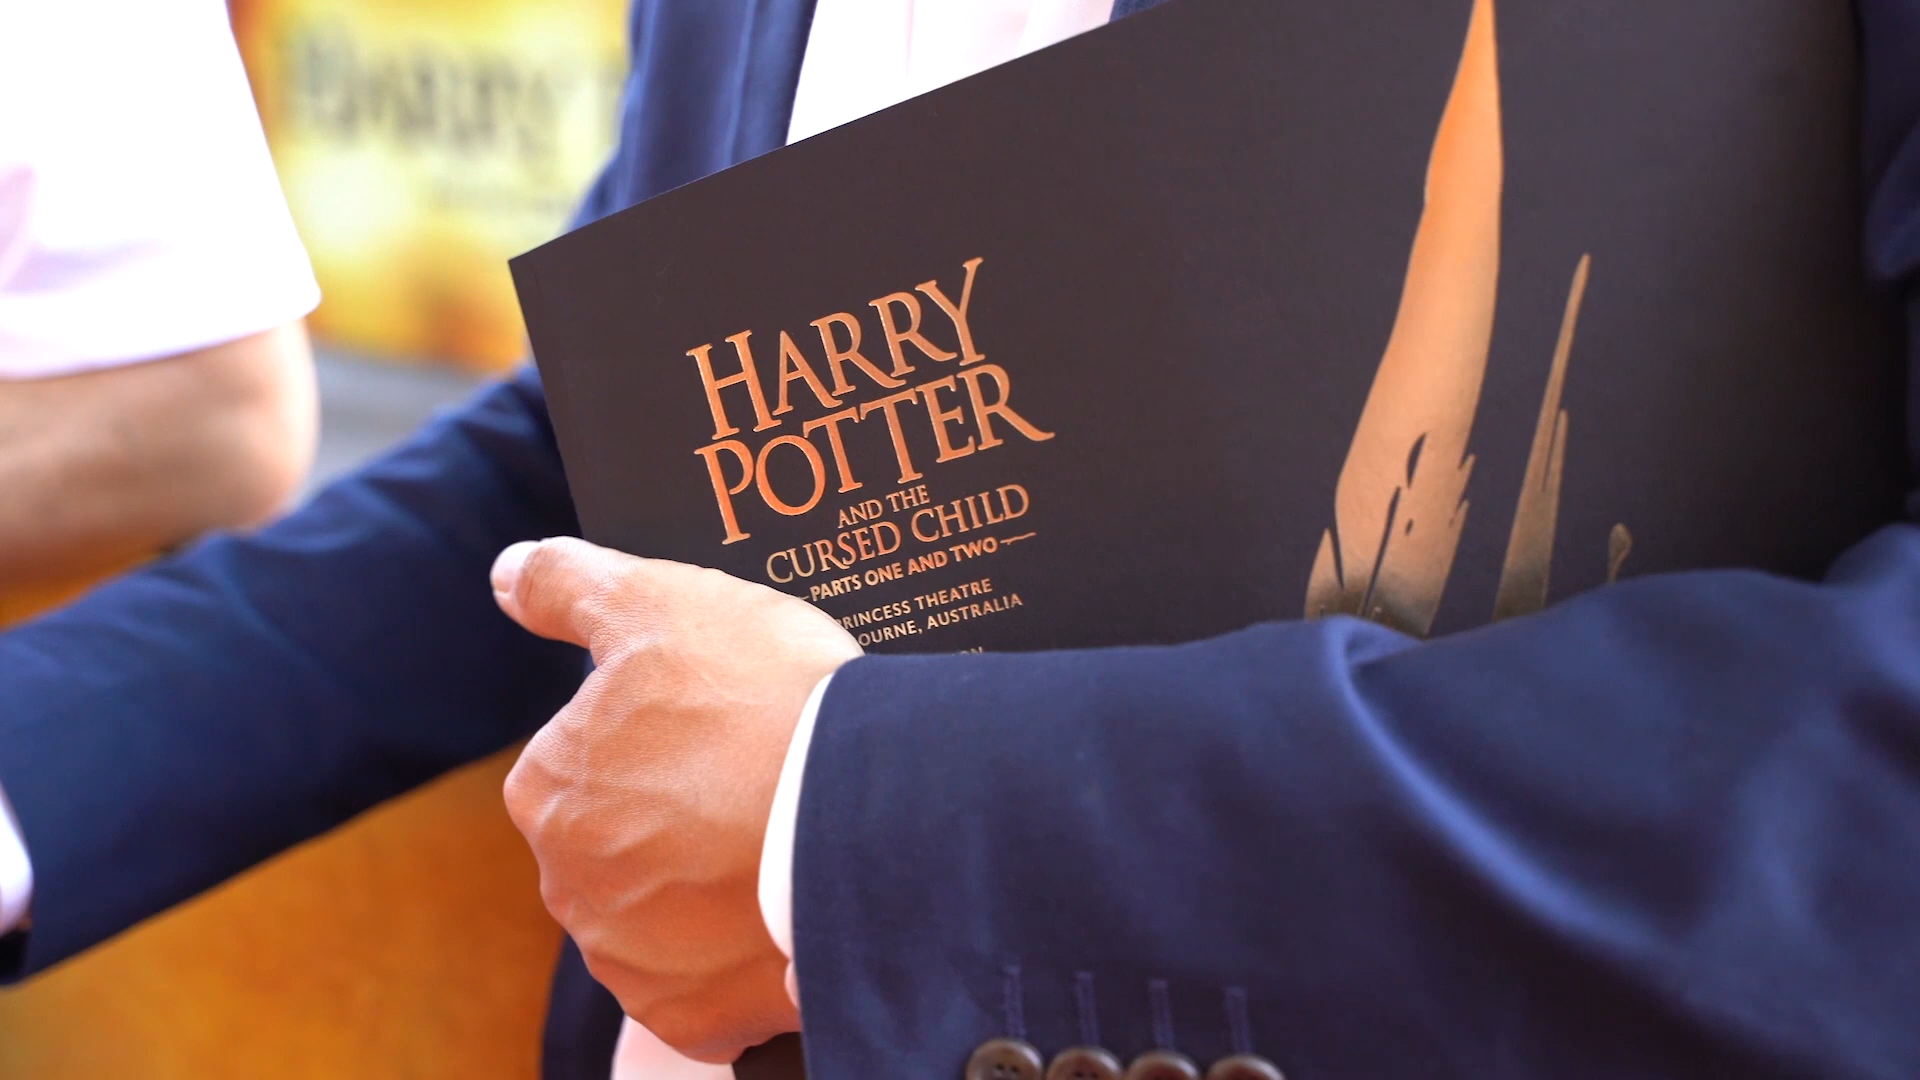 HARRY
POTTER
AND THE
CURSED CHILD
PARTS ONE AND TWO
PRINCESS THEATRE
OURNE, AUSTRALIA